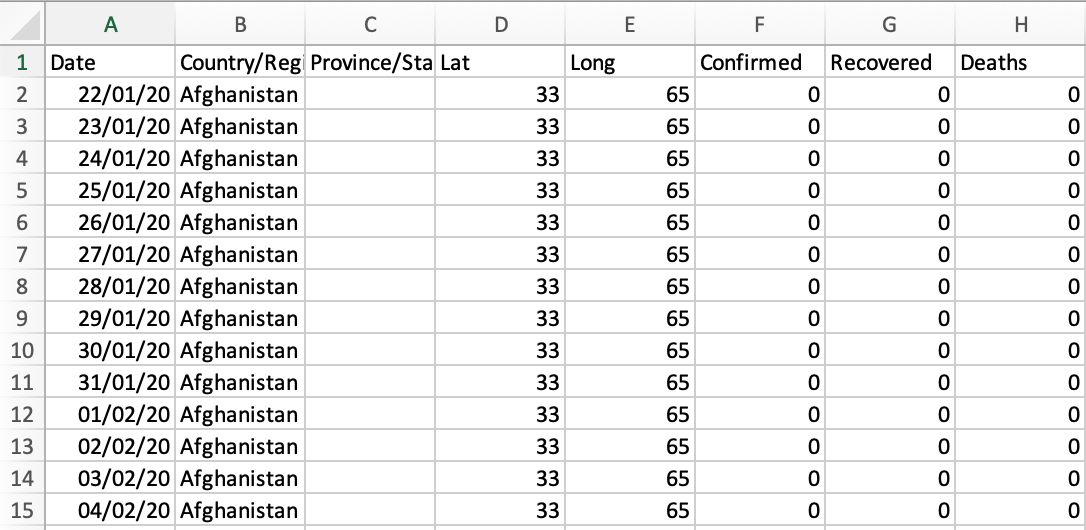 A B C D E F G H
1 Date Country/Regi Province/Sta Lat Long Confirmed Recovered Deaths
2 22/01/20 Afghanistan 33 65 0 0 0
3 23/01/20 Afghanistan 33 65 0 0 0
4 24/01/20 Afghanistan 33 65 0 0 0
5 25/01/20 Afghanistan 33 65 0 0 0
6 26/01/20 Afghanistan 33 65 0 0 0
7 27/01/20 Afghanistan 33 65 0 0 0
8 28/01/20 Afghanistan 33 65 0 0 0
9 29/01/20 Afghanistan 33 65 0 0 0
10 30/01/20 Afghanistan 33 65 0 0 0
11 31/01/20 Afghanistan 33 65 0 0 0
12 01/02/20 Afghanistan 33 65 0 0 0
13 02/02/20 Afghanistan 33 65 0 0 0
14 03/02/20 Afghanistan 33 65 0 0 0
15 04/02/20 Afghanistan 33 65 0 0 0